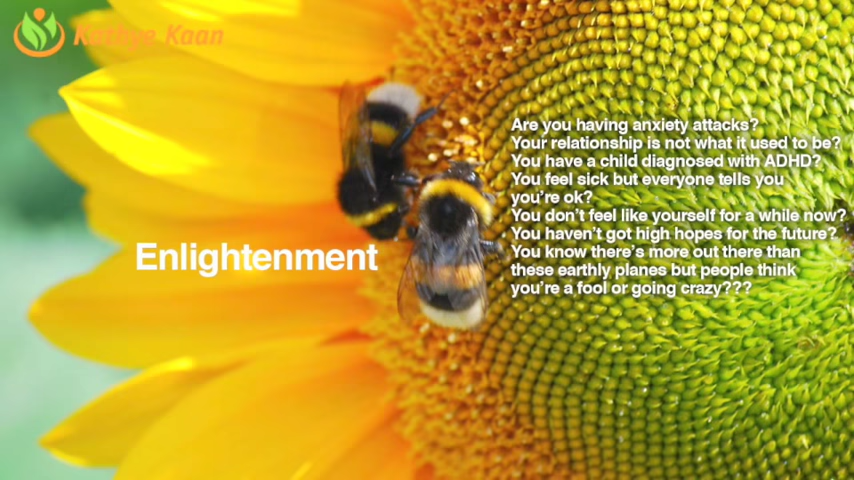 Kathye Kaan
Enlightenment
Are you having anxiety attacks?
Your relationship is not what it used to be?
You have a child diagnosed with ADHD?
You feel sick but everyone tells you
you're ok?
You don't feel like yourself for a while now?
You haven't got high hopes for the future?
You know there's more out there than
these earthly planes but people think
you're a fool or going crazy???